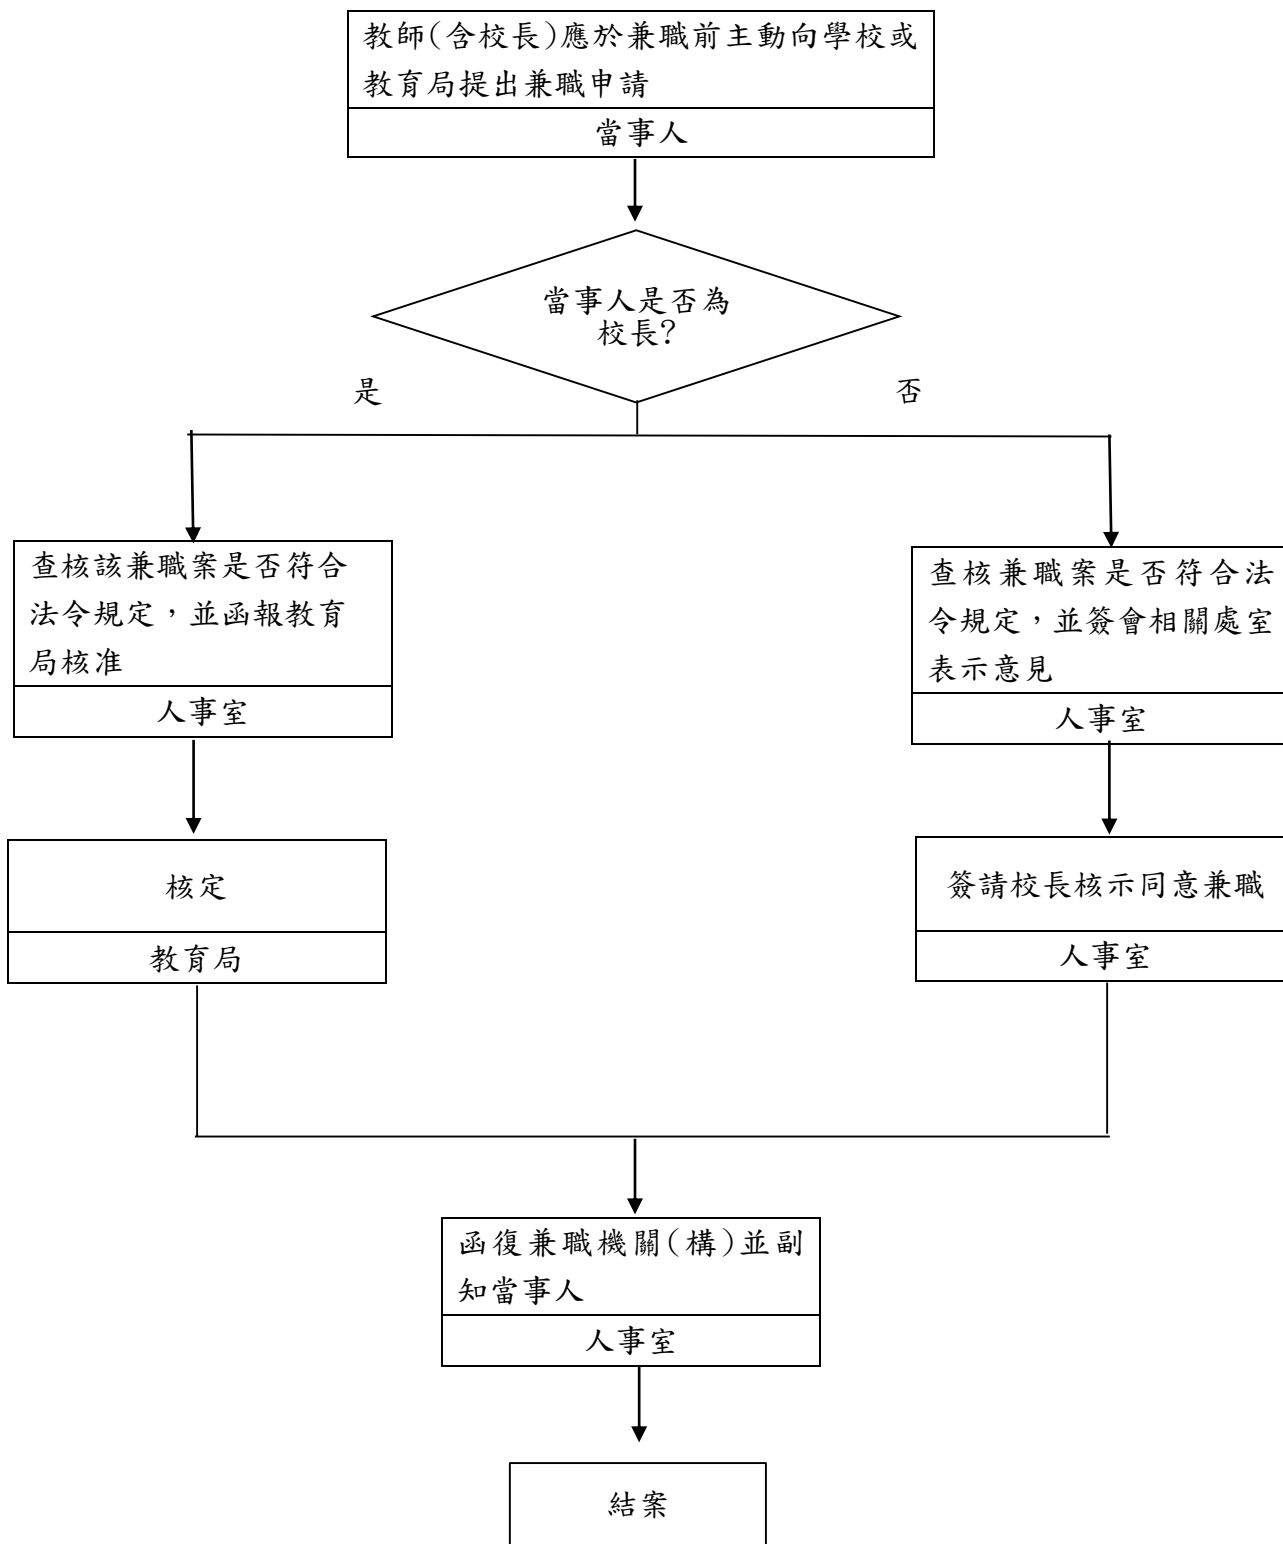 教師(含校長)應於兼職前主動向學校或
教育局提出兼職申請
當事人
當事人是否為
校長?
是
否
查核該兼職案是否符合
法令規定，並函報教育
局核准
人事室
查核兼職案是否符合法
令規定，並簽會相關處室
表示意見
人事室
核定
教育局
簽請校長核示同意兼職
人事室
函復兼職機關(構)並副
知當事人
人事室
結案